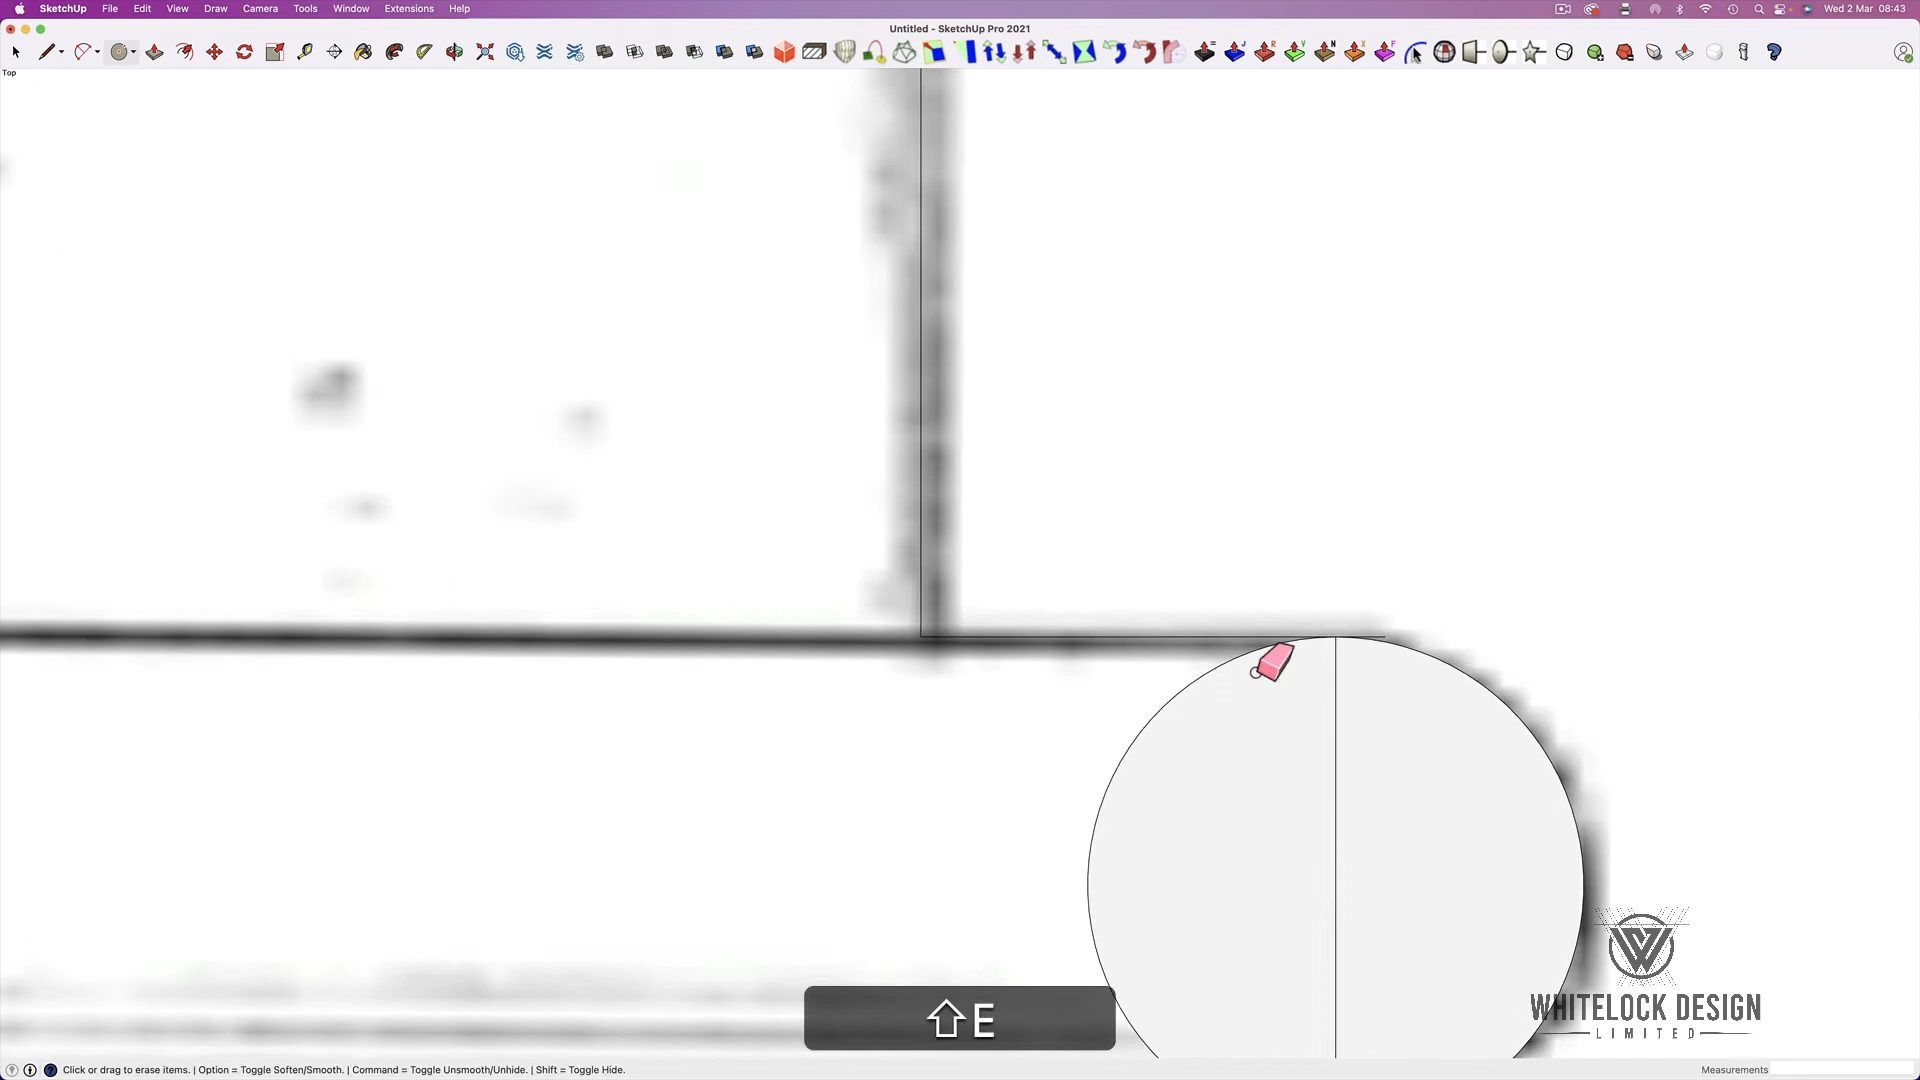 SketchUp File Edit View Draw Camera Tools Window Extensions Help
Wed 2 Mar 08:43
Untitled - SketchUp Pro 2021
Top
⇧E
WHITELOCK DESIGN
LIMITED
Click or drag to erase items. | Option = Toggle Soften/Smooth. | Command = Toggle Unsmooth/Unhide. | Shift = Toggle Hide.
Measurements